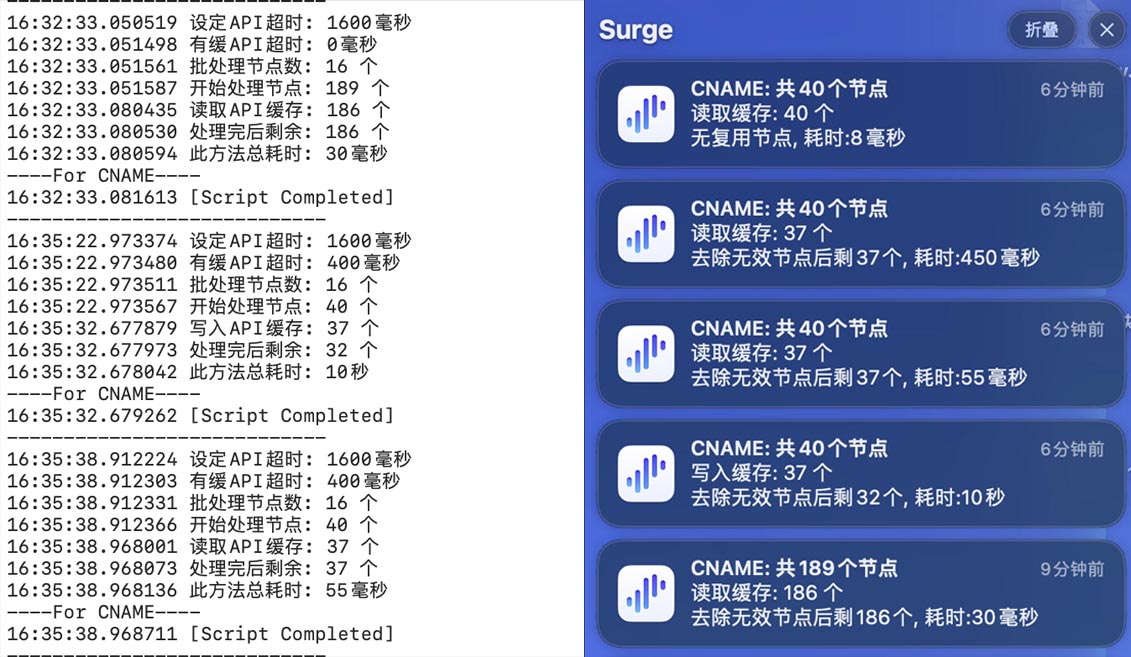 16:32:33.050519 设定API超时: 1600毫秒
16:32:33.051498 有缓API超时: 0毫秒
16:32:33.051561 批处理节点数: 16 个
16:32:33.051587 开始处理节点: 189 个
16:32:33.080435 读取API缓存: 186 个
16:32:33.080530 处理完后剩余: 186 个
16:32:33.080594 此方法总耗时: 30毫秒
----For CNAME----
16:32:33.081613 [Script Completed]
----------------------------
16:35:22.973374 设定API超时: 1600毫秒
16:35:22.973480 有缓API超时: 400毫秒
16:35:22.973511 批处理节点数: 16 个
16:35:22.973567 开始处理节点: 40 个
16:35:32.677879 写入API缓存: 37 个
16:35:32.677973 处理完后剩余: 32 个
16:35:32.678042 此方法总耗时: 10秒
----For CNAME----
16:35:32.679262 [Script Completed]
----------------------------
16:35:38.912224 设定API超时: 1600毫秒
16:35:38.912303 有缓API超时: 400毫秒
16:35:38.912331 批处理节点数: 16 个
16:35:38.912366 开始处理节点: 40 个
16:35:38.968001 读取API缓存: 37 个
16:35:38.968073 处理完后剩余: 37 个
16:35:38.968136 此方法总耗时: 55毫秒
----For CNAME----
16:35:38.968711 [Script Completed]
----------------------------
Surge
折叠
CNAME: 共40个节点
6分钟前
读取缓存: 40 个
无复用节点, 耗时:8毫秒
CNAME: 共40个节点
6分钟前
读取缓存: 37 个
去除无效节点后剩37个, 耗时:450毫秒
CNAME: 共40个节点
6分钟前
读取缓存: 37 个
去除无效节点后剩37个, 耗时:55毫秒
CNAME: 共40个节点
6分钟前
写入缓存: 37 个
去除无效节点后剩32个, 耗时:10秒
CNAME: 共189个节点
9分钟前
读取缓存: 186 个
去除无效节点后剩186个, 耗时:30毫秒